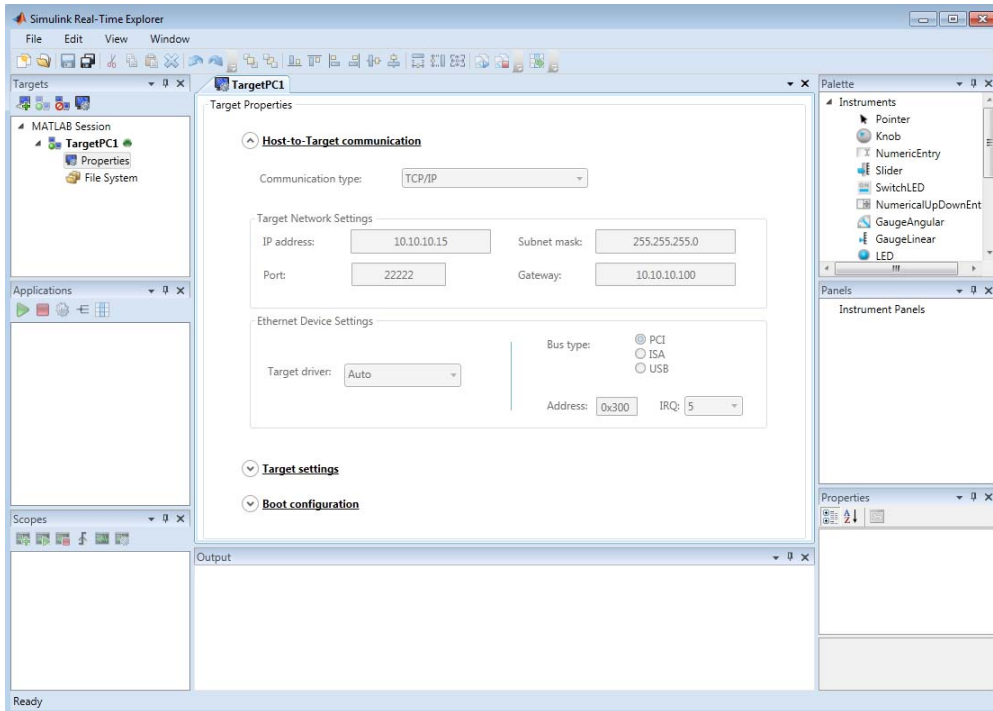 Simulink Real-Time Explorer
File Edit View Window
Targets
MATLAB Session
TargetPC1
Properties
File System
Applications
Scopes
TargetPC1
Target Properties
Host-to-Target communication
Communication type: TCP/IP
Target Network Settings
IP address: 10.10.10.15 Subnet mask: 255.255.255.0
Port: 22222 Gateway: 10.10.10.100
Ethernet Device Settings
Target driver: Auto
Bus type: PCI
ISA
USB
Address: 0x300 IRQ: 5
Target settings
Boot configuration
Output
Palette
Instruments
Pointer
Knob
NumericEntry
Slider
SwitchLED
NumericalUpDownEnt
GaugeAngular
GaugeLinear
LED
Panels
Instrument Panels
Properties
Ready